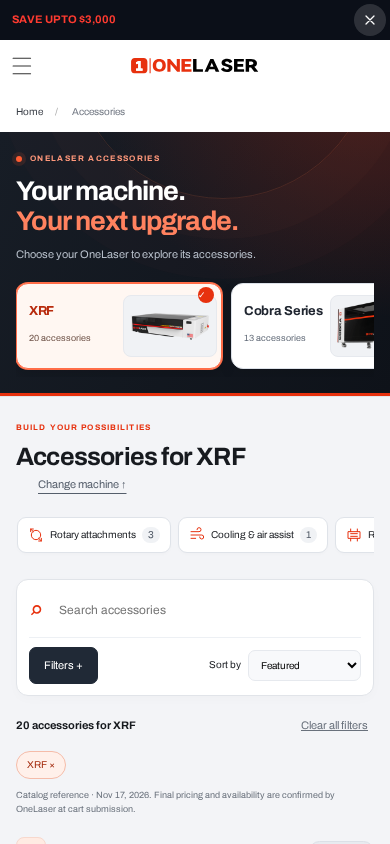 SAVE UPTO $3,000
1 ONELASER
Home / Accessories
ONELASER ACCESSORIES
Your machine.
Your next upgrade.
Choose your OneLaser to explore its accessories.
XRF
20 accessories
Cobra Series
13 accessories
BUILD YOUR POSSIBILITIES
Accessories for XRF
Change machine ↑
Rotary attachments 3
Cooling & air assist 1
R
Search accessories
Filters +
Sort by Featured
20 accessories for XRF
Clear all filters
XRF ×
Catalog reference · Nov 17, 2026. Final pricing and availability are confirmed by
OneLaser at cart submission.